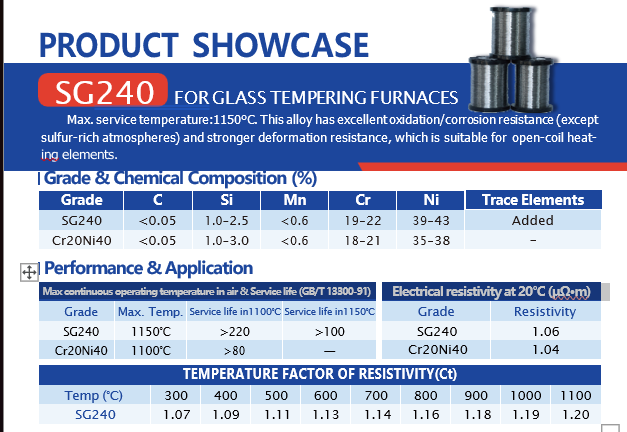 PRODUCT SHOWCASE
SG240 FOR GLASS TEMPERING FURNACES
Max. service temperature:1150ºC. This alloy has excellent oxidation/corrosion resistance (except
sulfur-rich atmospheres) and stronger deformation resistance, which is suitable for open-coil heat-
ing elements.
Grade & Chemical Composition (%)
Grade C Si Mn Cr Ni Trace Elements
SG240 <0.05 1.0-2.5 <0.6 19-22 39-43 Added
Cr20Ni40 <0.05 1.0-3.0 <0.6 18-21 35-38 –
Performance & Application
Max continuous operating temperature in air & Service life (GB/T 13300-91) Electrical resistivity at 20℃ (μΩ•m)
Grade Max. Temp. Service life in1100℃ Service life in1150℃ Grade Resistivity
SG240 1150℃ >220 >100 SG240 1.06
Cr20Ni40 1100℃ >80 — Cr20Ni40 1.04
TEMPERATURE FACTOR OF RESISTIVITY(Ct)
Temp (℃) 300 400 500 600 700 800 900 1000 1100
SG240 1.07 1.09 1.11 1.13 1.14 1.16 1.18 1.19 1.20